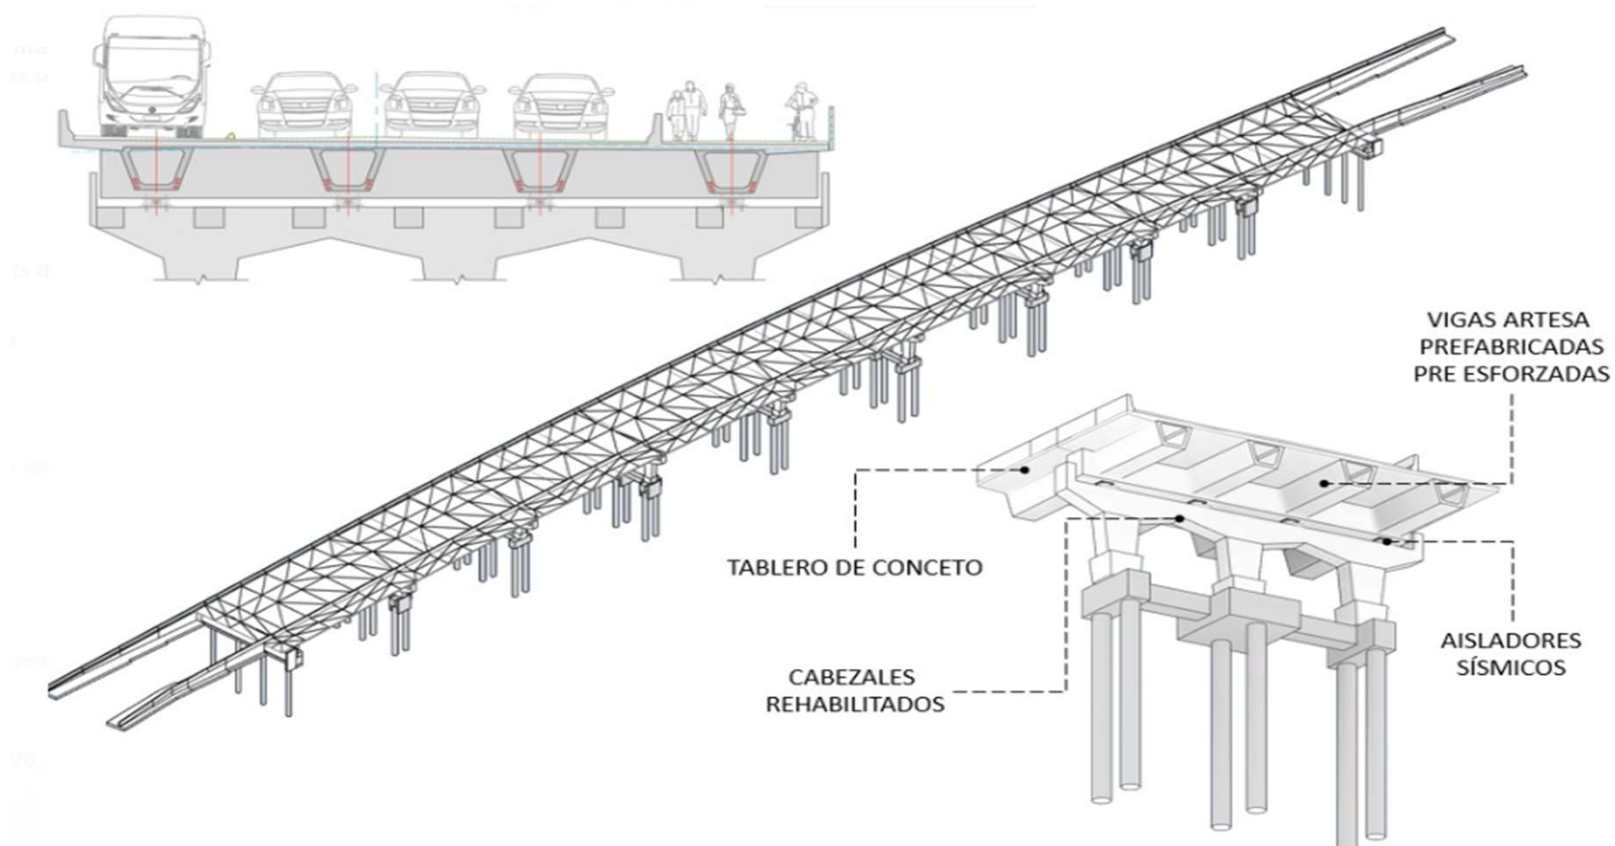 VIGAS ARTESA
PREFABRICADAS
PRE ESFORZADAS
TABLERO DE CONCETO
AISLADORES
SÍSMICOS
CABEZALES
REHABILITADOS